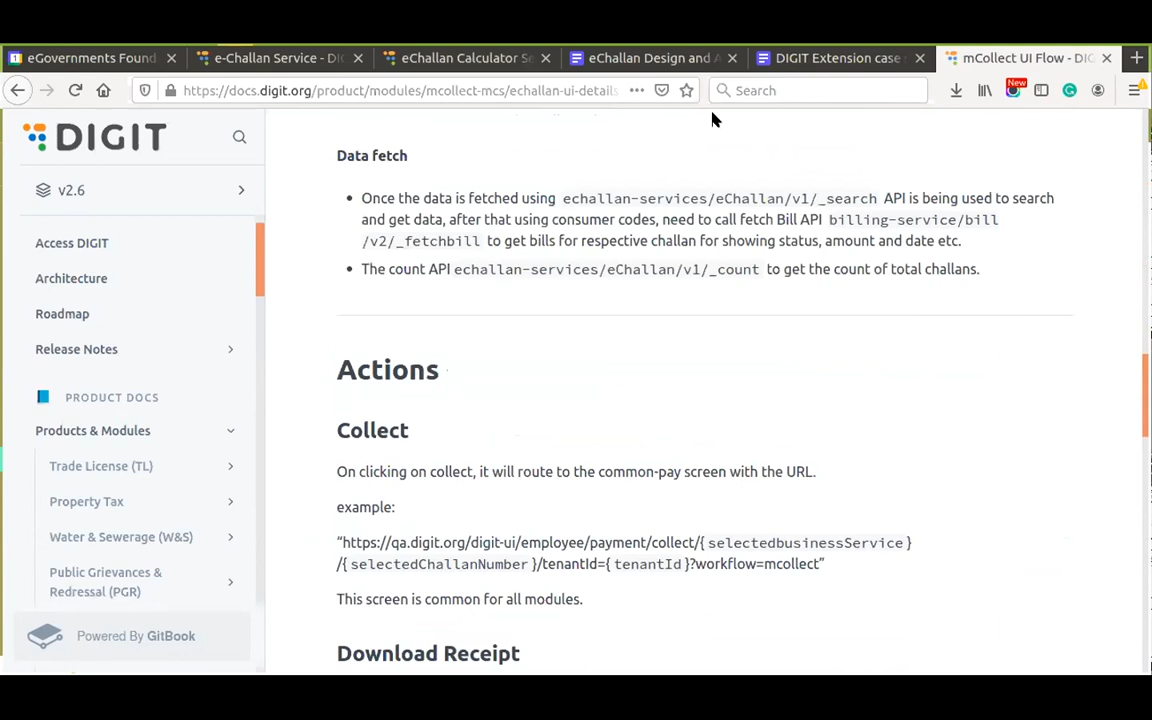 eGovernments Found
e-Challan Service - DI
eChallan Calculator Se
eChallan Design and A
DIGIT Extension case
mCollect UI Flow - DIG
https://docs.digit.org/product/modules/mcollect-mcs/echallan-ui-details
Search
New
DIGIT
v2.6
Access DIGIT
Architecture
Roadmap
Release Notes
PRODUCT DOCS
Products & Modules
Trade License (TL)
Property Tax
Water & Sewerage (W&S)
Public Grievances &
Redressal (PGR)
Powered By GitBook
Data fetch
Once the data is fetched using echallan-services/eChallan/v1/_search API is being used to search
and get data, after that using consumer codes, need to call fetch Bill API billing-service/bill
/v2/_fetchbill to get bills for respective challan for showing status, amount and date etc.
The count API echallan-services/eChallan/v1/_count to get the count of total challans.
Actions
Collect
On clicking on collect, it will route to the common-pay screen with the URL.
example:
“https://qa.digit.org/digit-ui/employee/payment/collect/{ selectedbusinessService }
/{ selectedChallanNumber }/tenantId={ tenantId }?workflow=mcollect”
This screen is common for all modules.
Download Receipt